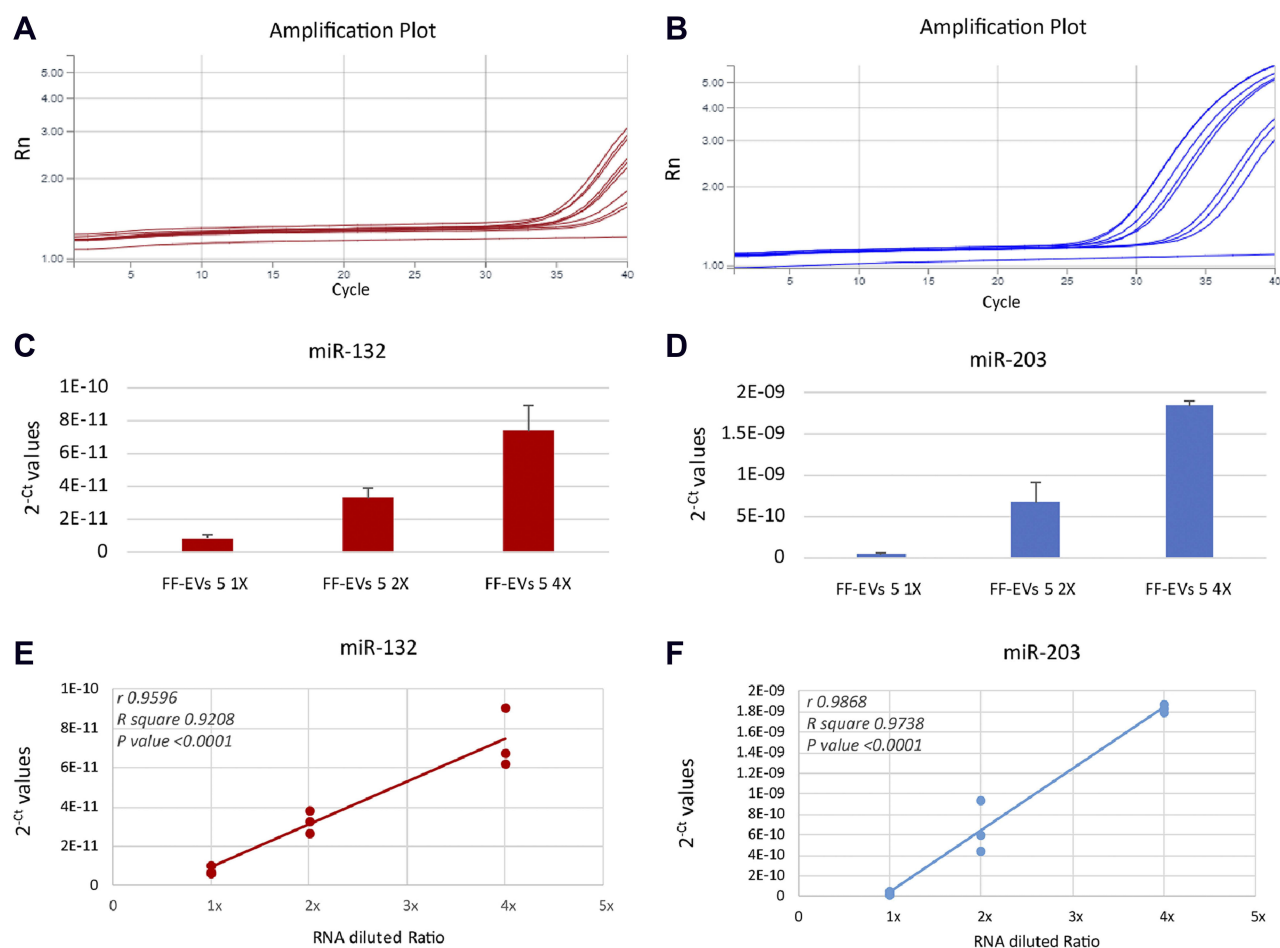 A
Amplification Plot
Rn
5.00
4.00
3.00
2.00
1.00
5
10
15
20
25
30
35
40
Cycle
B
Amplification Plot
Rn
5.00
4.00
3.00
2.00
1.00
5
10
15
20
25
30
35
40
Cycle
C
miR-132
2^-Ct values
1E-10
8E-11
6E-11
4E-11
2E-11
0
FF-EVs 5 1X
FF-EVs 5 2X
FF-EVs 5 4X
D
miR-203
2^-Ct values
2E-09
1.5E-09
1E-09
5E-10
0
FF-EVs 5 1X
FF-EVs 5 2X
FF-EVs 5 4X
E
miR-132
r 0.9596
R square 0.9208
P value <0.0001
2^-Ct values
1E-10
8E-11
6E-11
4E-11
2E-11
0
0
1x
2x
3x
4x
5x
RNA diluted Ratio
F
miR-203
r 0.9868
R square 0.9738
P value <0.0001
2^-Ct values
2E-09
1.8E-09
1.6E-09
1.4E-09
1.2E-09
1E-09
8E-10
6E-10
4E-10
2E-10
0
0
1x
2x
3x
4x
5x
RNA diluted Ratio